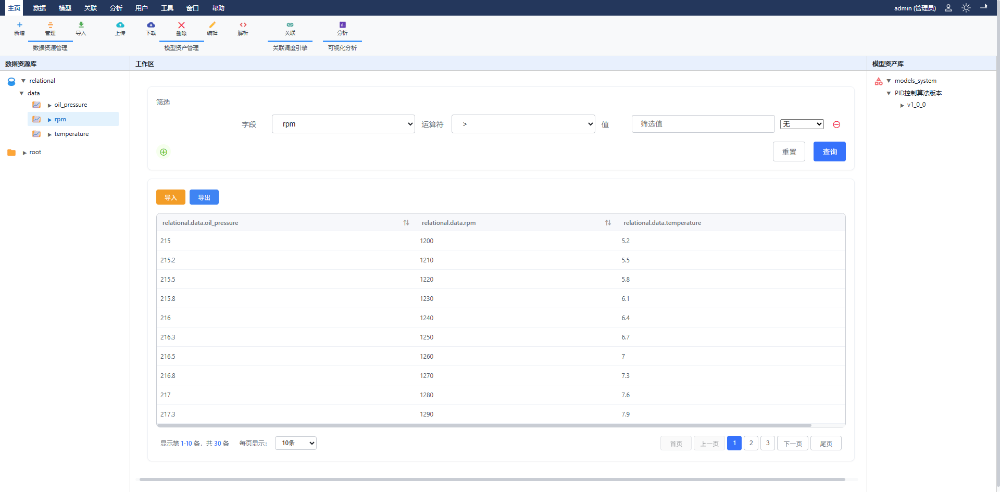 主页 数据 模型 关联 分析 用户 工具 窗口 帮助 admin (管理员)
新增 管理 导入 上传 下载 删除 编辑 解析 关联 分析
数据资源管理 模型资产管理 关联调度引擎 可视化分析
数据资源库 工作区 模型资产库
relational
data
oil_pressure
rpm
temperature
root
筛选
字段 rpm 运算符 > 值 筛选值 无
重置 查询
导入 导出
relational.data.oil_pressure relational.data.rpm relational.data.temperature
215 1200 5.2
215.2 1210 5.5
215.5 1220 5.8
215.8 1230 6.1
216 1240 6.4
216.3 1250 6.7
216.5 1260 7
216.8 1270 7.3
217 1280 7.6
217.3 1290 7.9
显示第 1-10 条，共 30 条 每页显示： 10条 首页 上一页 1 2 3 下一页 尾页
models_system
PID控制算法版本
v1_0_0